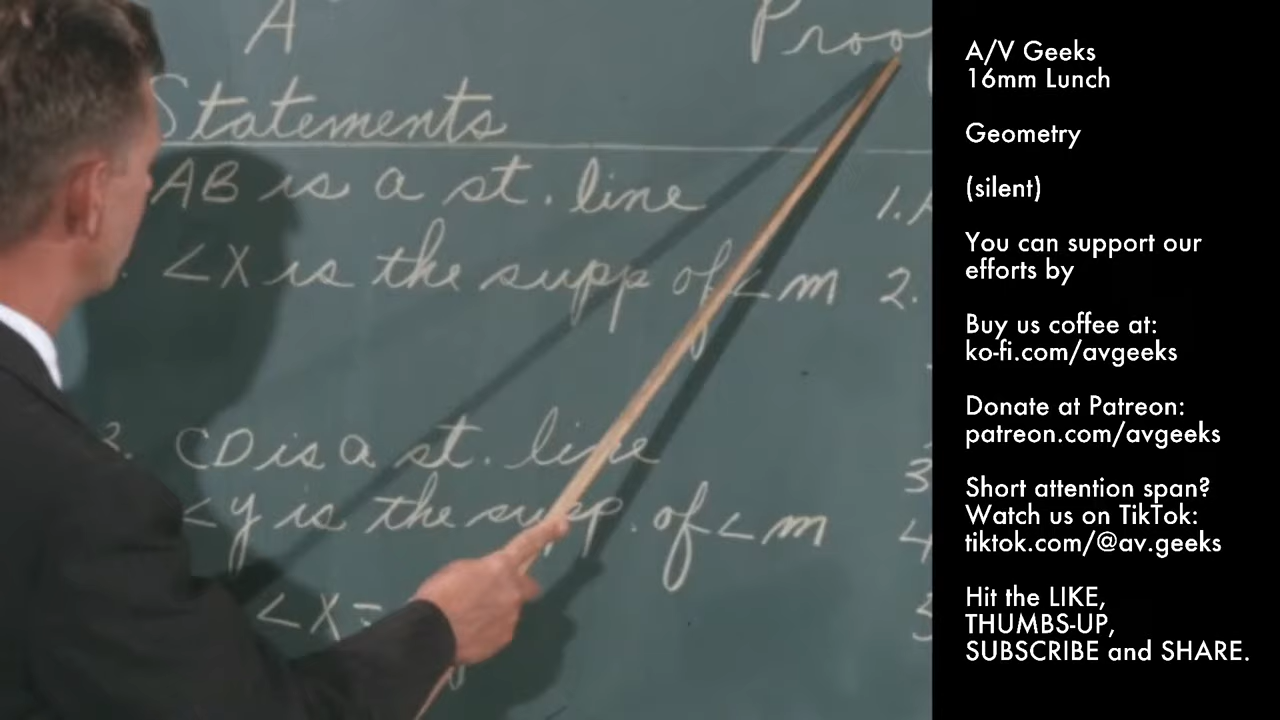 A
Proo
Statements
AB is a st. line
1.
∠X is the supp of ∠m
2.
3. CD is a st. line
3
∠y is the supp. of ∠m
4
∠X =
5
A/V Geeks
16mm Lunch
Geometry
(silent)
You can support our
efforts by
Buy us coffee at:
ko-fi.com/avgeeks
Donate at Patreon:
patreon.com/avgeeks
Short attention span?
Watch us on TikTok:
tiktok.com/@av.geeks
Hit the LIKE,
THUMBS-UP,
SUBSCRIBE and SHARE.